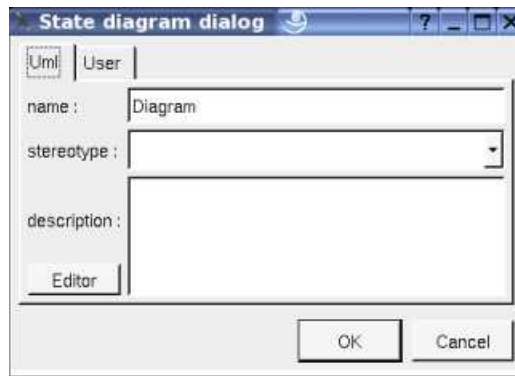 State diagram dialog
? _ □ ×
Uml User
name : Diagram
stereotype :
description :
Editor
OK Cancel